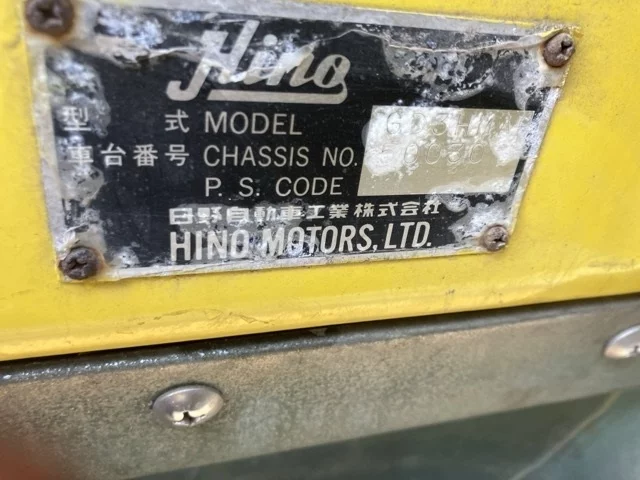 Hino
型 式 MODEL
車台番号 CHASSIS NO.
P. S. CODE
日野自動車工業株式会社
HINO MOTORS, LTD.